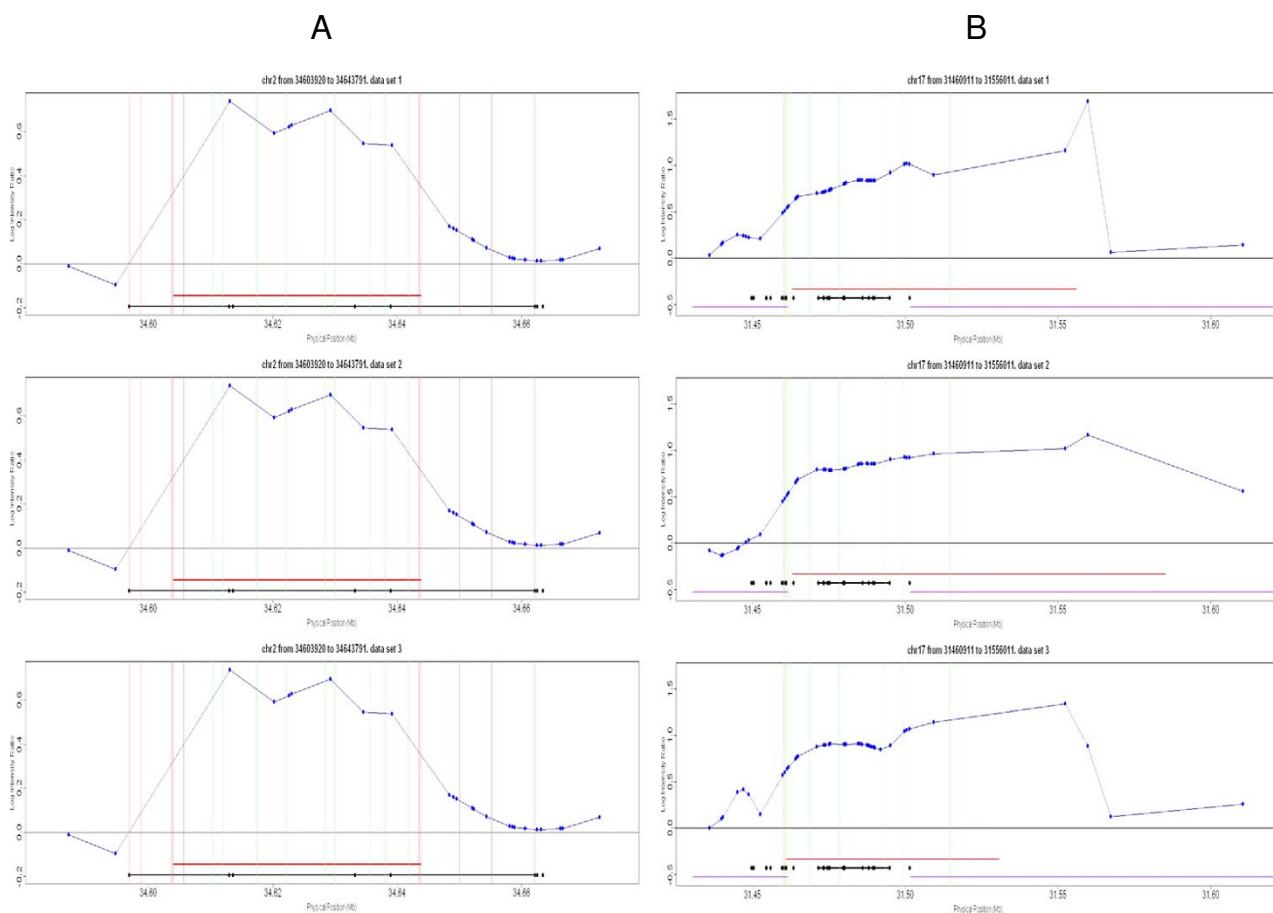 A
B
chr2 from 34603920 to 34643791. data set 1
Log Intensity Ratio
-0.2 0.0 0.2 0.4 0.6
34.60 34.62 34.64 34.66
Physical Position (Mb)
chr17 from 31460911 to 31556011. data set 1
Log Intensity Ratio
-0.5 0.0 0.5 1.0 1.5
31.45 31.50 31.55 31.60
Physical Position (Mb)
chr2 from 34603920 to 34643791. data set 2
Log Intensity Ratio
-0.2 0.0 0.2 0.4 0.6
34.60 34.62 34.64 34.66
Physical Position (Mb)
chr17 from 31460911 to 31556011. data set 2
Log Intensity Ratio
-0.5 0.0 0.5 1.0 1.5
31.45 31.50 31.55 31.60
Physical Position (Mb)
chr2 from 34603920 to 34643791. data set 3
Log Intensity Ratio
-0.2 0.0 0.2 0.4 0.6
34.60 34.62 34.64 34.66
Physical Position (Mb)
chr17 from 31460911 to 31556011. data set 3
Log Intensity Ratio
-0.5 0.0 0.5 1.0 1.5
31.45 31.50 31.55 31.60
Physical Position (Mb)